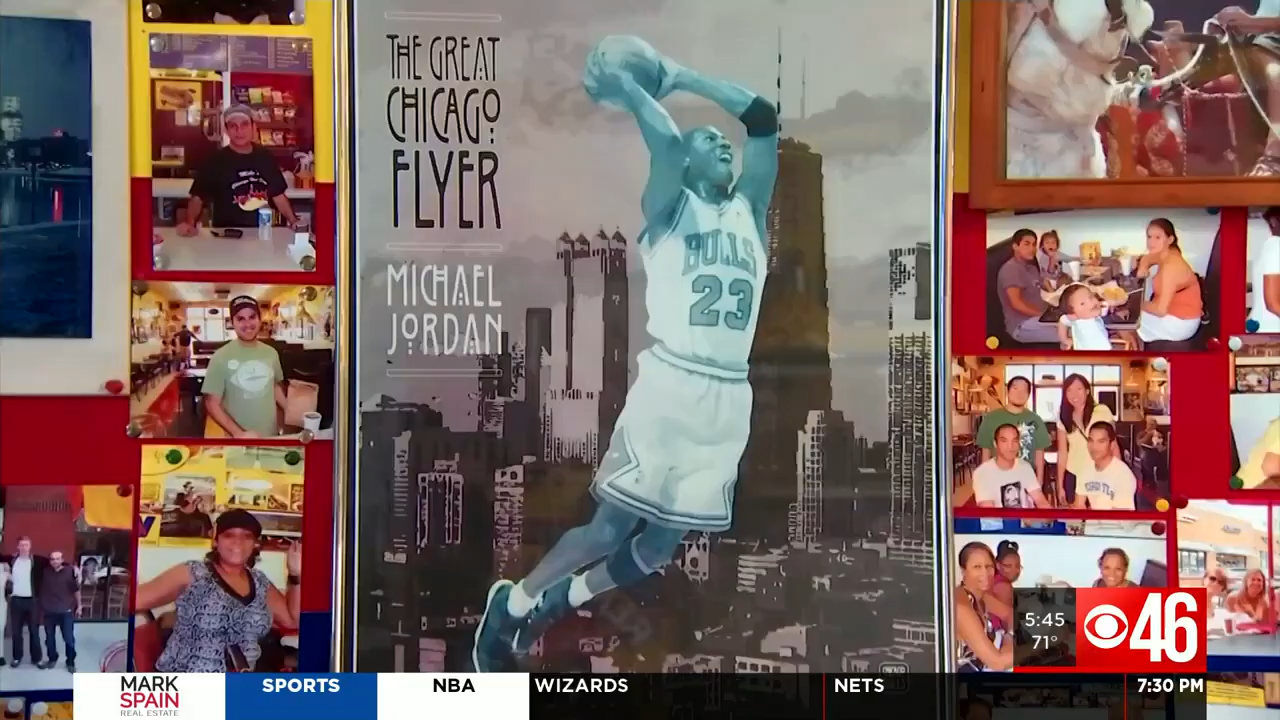 THE GREAT
CHICAGO
FLYER
MICHAEL
JORDAN
BULLS
23
5:45
71°
46
MARK
SPAIN
REAL ESTATE
SPORTS
NBA
WIZARDS
NETS
7:30 PM